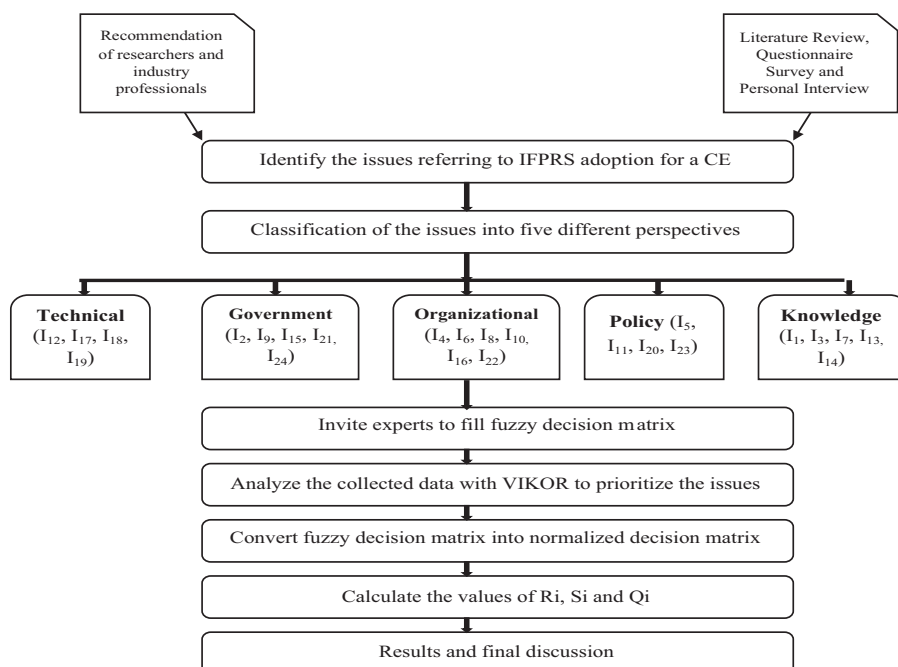 Recommendation
of researchers and
industry
professionals
Literature Review,
Questionnaire
Survey and
Personal Interview
Identify the issues referring to IFPRS adoption for a CE
Classification of the issues into five different perspectives
Technical
(I12, I17, I18,
I19)
Government
(I2, I9, I15, I21,
I24)
Organizational
(I4, I6, I8, I10,
I16, I22)
Policy (I5,
I11, I20, I23)
Knowledge
(I1, I3, I7, I13,
I14)
Invite experts to fill fuzzy decision matrix
Analyze the collected data with VIKOR to prioritize the issues
Convert fuzzy decision matrix into normalized decision matrix
Calculate the values of Ri, Si and Qi
Results and final discussion